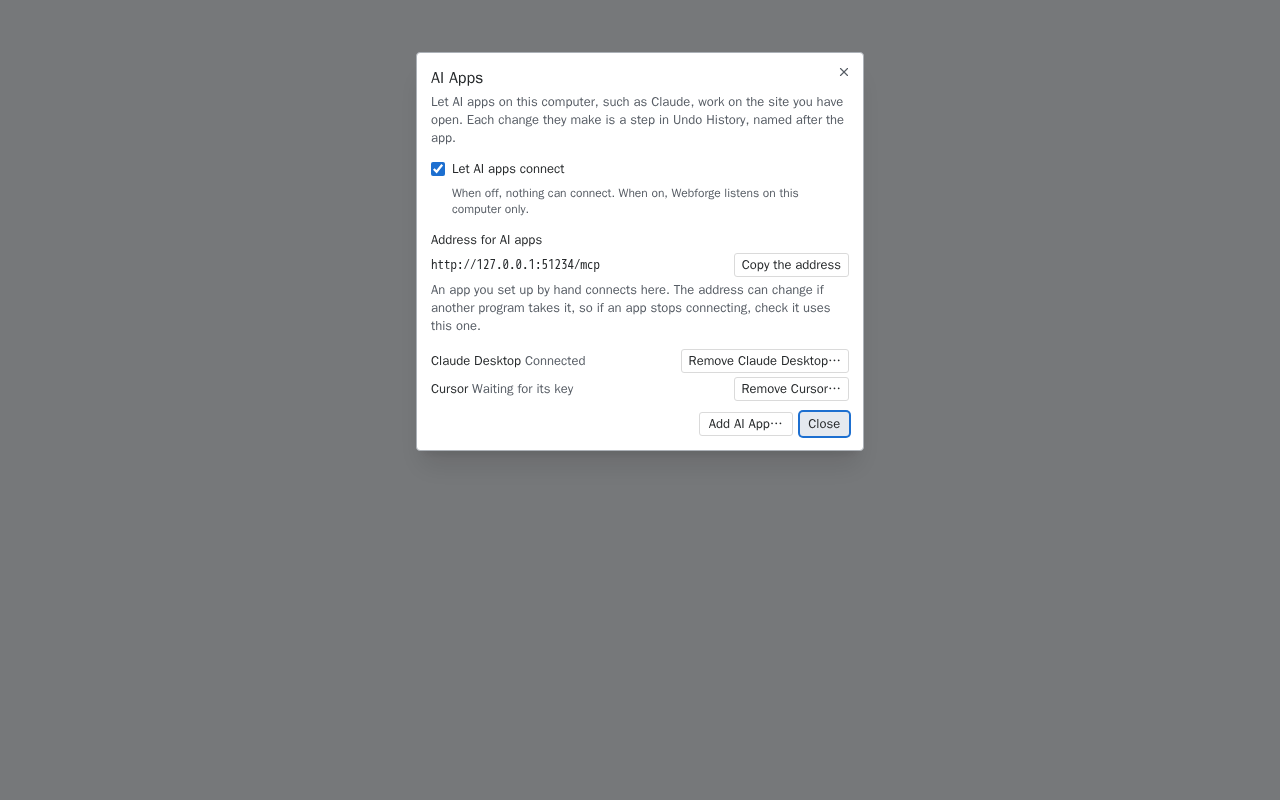 AI Apps
Let AI apps on this computer, such as Claude, work on the site you have
open. Each change they make is a step in Undo History, named after the
app.
Let AI apps connect
When off, nothing can connect. When on, Webforge listens on this
computer only.
Address for AI apps
http://127.0.0.1:51234/mcp
Copy the address
An app you set up by hand connects here. The address can change if
another program takes it, so if an app stops connecting, check it uses
this one.
Claude Desktop Connected
Remove Claude Desktop…
Cursor Waiting for its key
Remove Cursor…
Add AI App…
Close